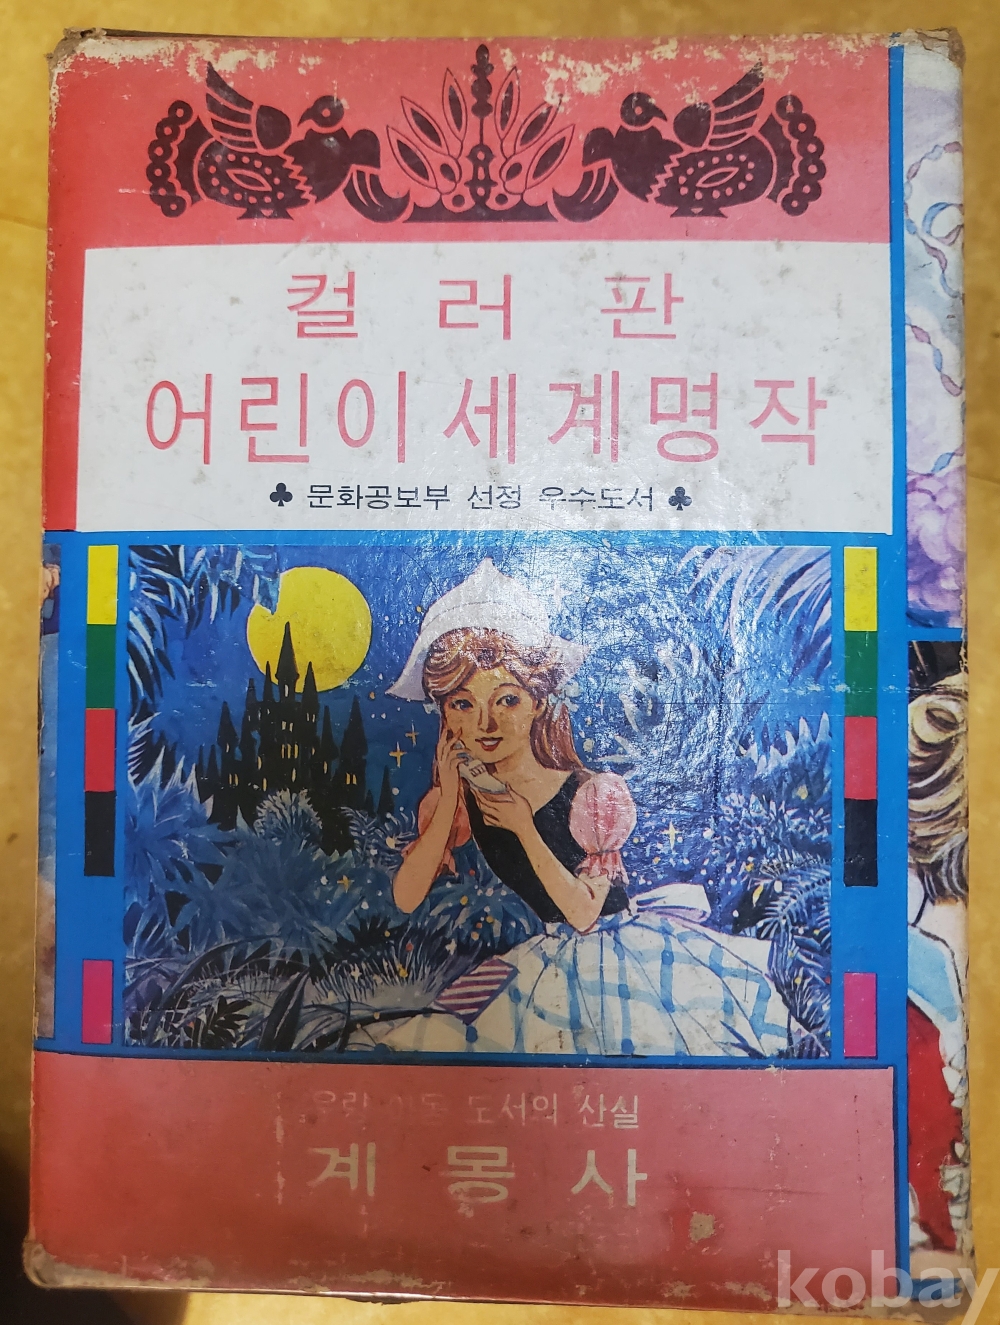 컬러판
어린이 세계명작
♣ 문화공보부 선정 우수도서 ♣
우량 아동 도서의 산실
계몽사
kobay